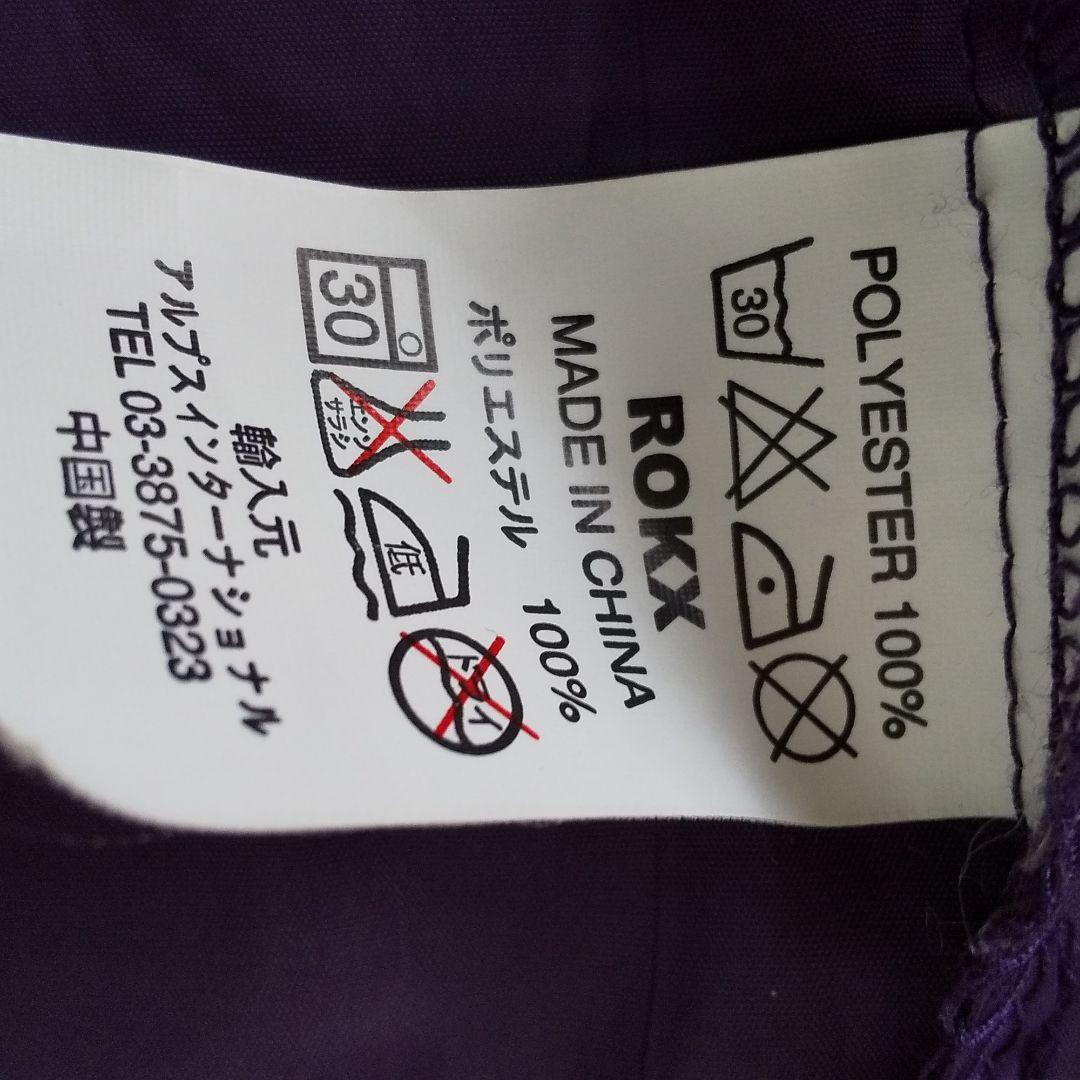 POLYESTER 100%
30
ROKX
MADE IN CHINA
ポリエステル 100%
30
エンソ
サラシ
低
ドライ
輸入元
アルプスインターナショナル
TEL 03-3875-0323
中国製